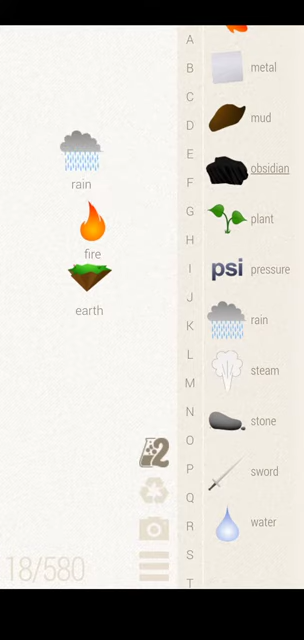 rain
fire
earth
2
18/580
A
B
C
D
E
F
G
H
I
J
K
L
M
N
O
P
Q
R
S
T
metal
mud
obsidian
plant
psi pressure
rain
steam
stone
sword
water